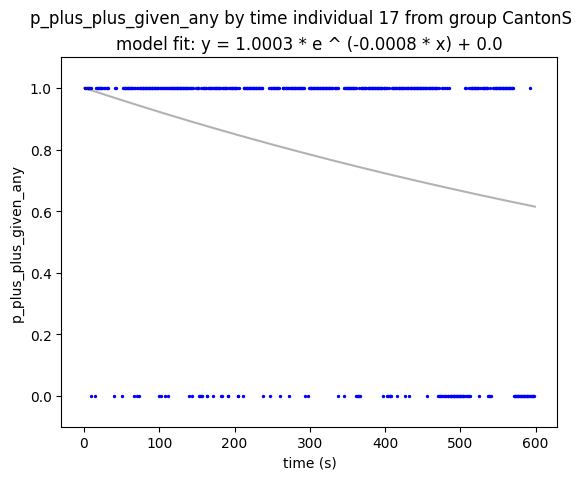 p_plus_plus_given_any by time individual 17 from group CantonS
model fit: y = 1.0003 * e ^ (-0.0008 * x) + 0.0
1.0
0.8
0.6
0.4
0.2
0.0
p_plus_plus_given_any
0 100 200 300 400 500 600
time (s)